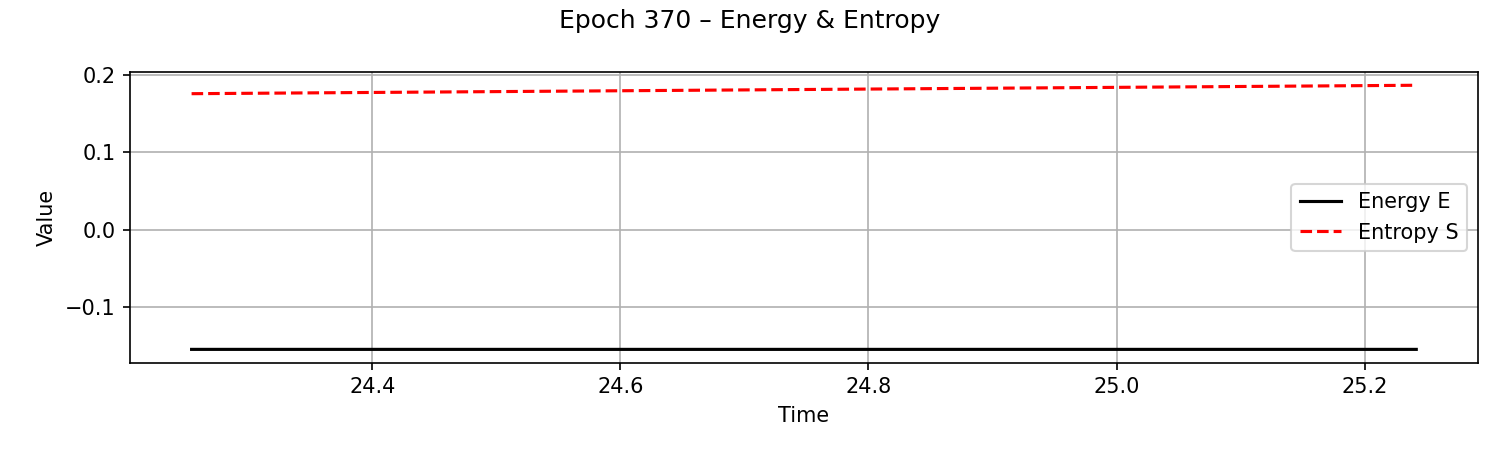 Epoch 370 – Energy & Entropy
0.2
0.1
0.0
−0.1
Value
Energy E
Entropy S
24.4 24.6 24.8 25.0 25.2
Time